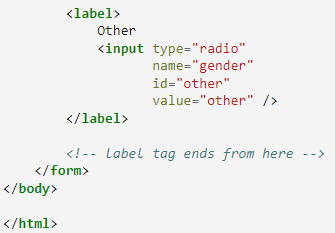 <label>
Other
<input type="radio"
name="gender"
id="other"
value="other" />
</label>
<!-- label tag ends from here -->
</form>
</body>
</html>